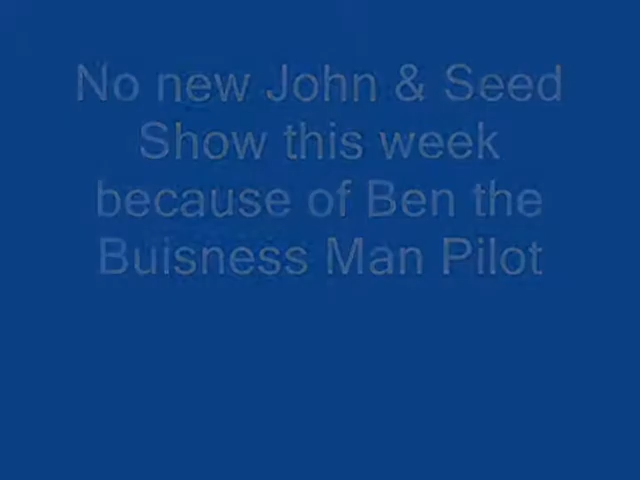 No new John & Seed
Show this week
because of Ben the
Buisness Man Pilot